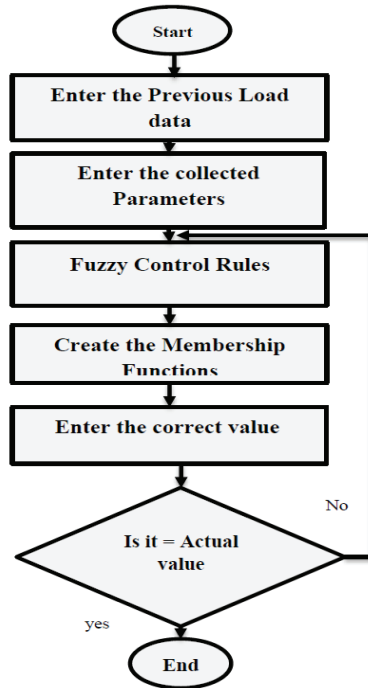 Start
Enter the Previous Load
data
Enter the collected
Parameters
Fuzzy Control Rules
Create the Membership
Functions
Enter the correct value
No
Is it = Actual
value
yes
End